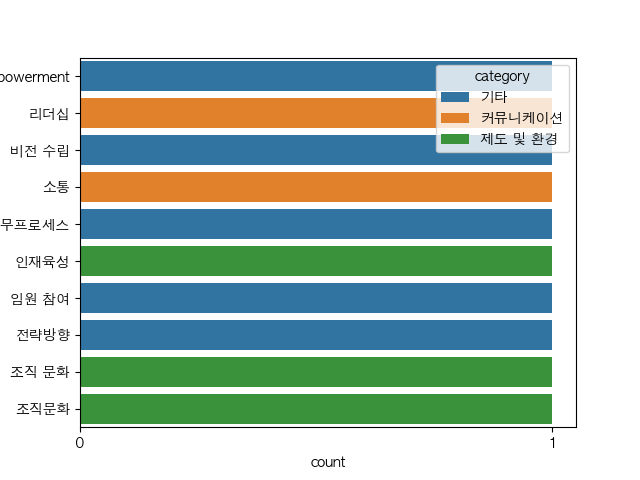 powerment
리더십
비전 수립
소통
무프로세스
인재육성
임원 참여
전략방향
조직 문화
조직문화
category
기타
커뮤니케이션
제도 및 환경
0 1
count